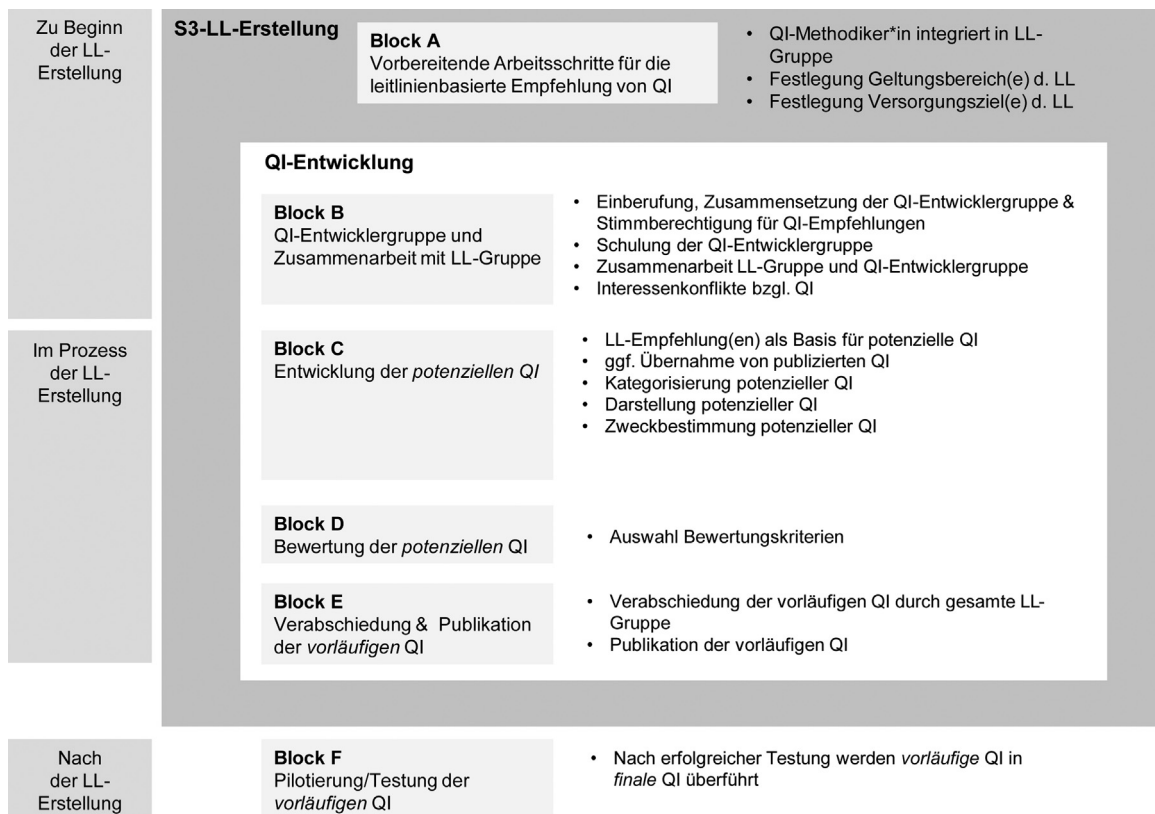 Zu Beginn
der LL-
Erstellung
S3-LL-Erstellung
Block A
Vorbereitende Arbeitsschritte für die
leitlinienbasierte Empfehlung von QI
• QI-Methodiker*in integriert in LL-
Gruppe
• Festlegung Geltungsbereich(e) d. LL
• Festlegung Versorgungsziel(e) d. LL
QI-Entwicklung
Block B
QI-Entwicklergruppe und
Zusammenarbeit mit LL-Gruppe
• Einberufung, Zusammensetzung der QI-Entwicklergruppe &
Stimmberechtigung für QI-Empfehlungen
• Schulung der QI-Entwicklergruppe
• Zusammenarbeit LL-Gruppe und QI-Entwicklergruppe
• Interessenkonflikte bzgl. QI
Im Prozess
der LL-
Erstellung
Block C
Entwicklung der potenziellen QI
• LL-Empfehlung(en) als Basis für potenzielle QI
• ggf. Übernahme von publizierten QI
• Kategorisierung potenzieller QI
• Darstellung potenzieller QI
• Zweckbestimmung potenzieller QI
Block D
Bewertung der potenziellen QI
• Auswahl Bewertungskriterien
Block E
Verabschiedung & Publikation
der vorläufigen QI
• Verabschiedung der vorläufigen QI durch gesamte LL-
Gruppe
• Publikation der vorläufigen QI
Nach
der LL-
Erstellung
Block F
Pilotierung/Testung der
vorläufigen QI
• Nach erfolgreicher Testung werden vorläufige QI in
finale QI überführt